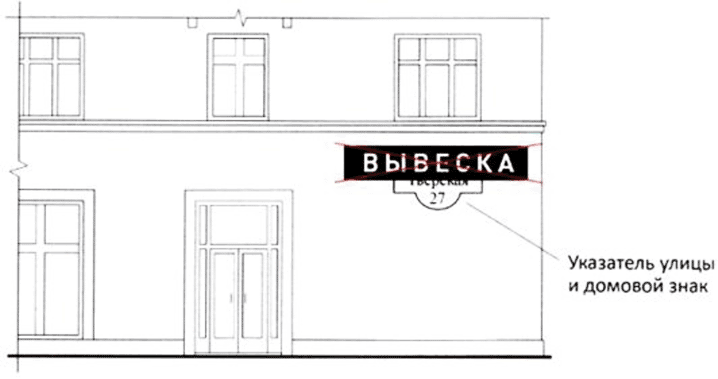 ВЫВЕСКА
Тверская
27
Указатель улицы
и домовой знак